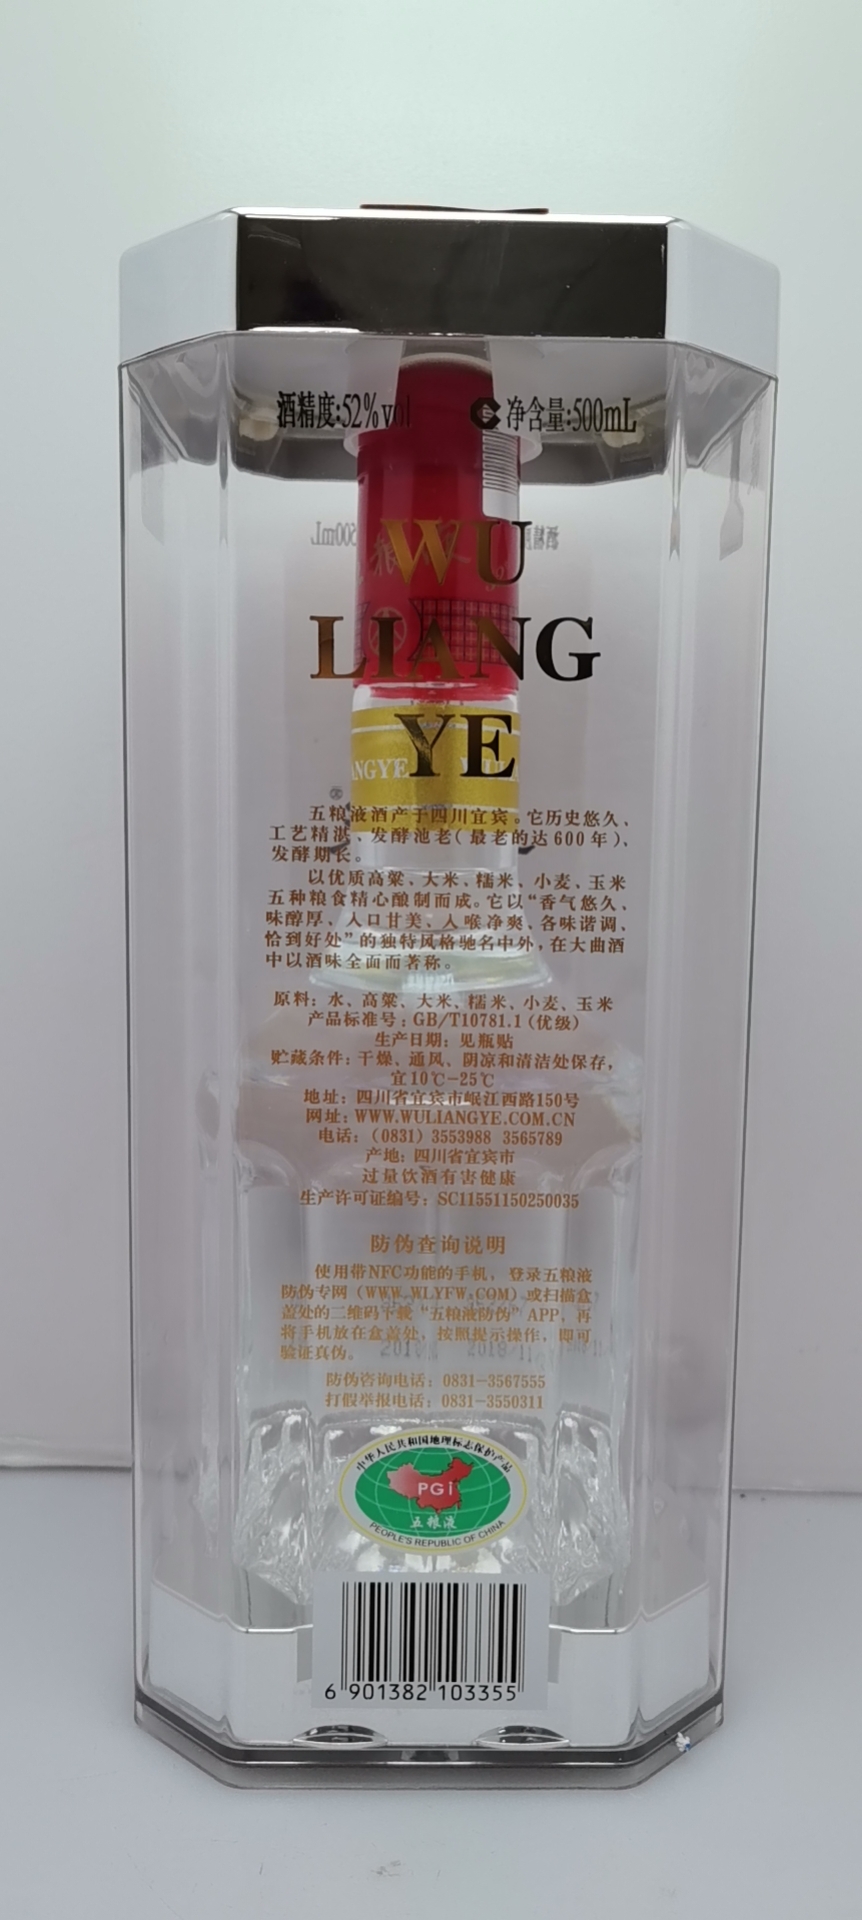 酒精度:52%vol
净含量:500mL
WU
LIANG
YE
五粮液酒产于四川宜宾。它历史悠久、
工艺精湛、发酵池老(最老的达600年)、
发酵期长。
以优质高粱、大米、糯米、小麦、玉米
五种粮食精心酿制而成。它以“香气悠久、
味醇厚、入口甘美、入喉净爽、各味谐调、
恰到好处”的独特风格驰名中外,在大曲酒
中以酒味全面而著称。
原料:水、高粱、大米、糯米、小麦、玉米
产品标准号:GB/T10781.1(优级)
生产日期:见瓶贴
贮藏条件:干燥、通风、阴凉和清洁处保存,
宜10℃-25℃
地址:四川省宜宾市岷江西路150号
网址:WWW.WULIANGYE.COM.CN
电话:(0831)3553988 3565789
产地:四川省宜宾市
过量饮酒有害健康
生产许可证编号:SC11551150250035
防伪查询说明
使用带NFC功能的手机,登录五粮液
防伪专网(WWW.WLYFW.COM)或扫描盒
盖处的二维码下载“五粮液防伪”APP,再
将手机放在盒盖处,按照提示操作,即可
验证真伪。
防伪咨询电话:0831-3567555
打假举报电话:0831-3550311
中华人民共和国地理标志保护产品
PGI
五粮液
PEOPLE'S REPUBLIC OF CHINA
6 901382 103355